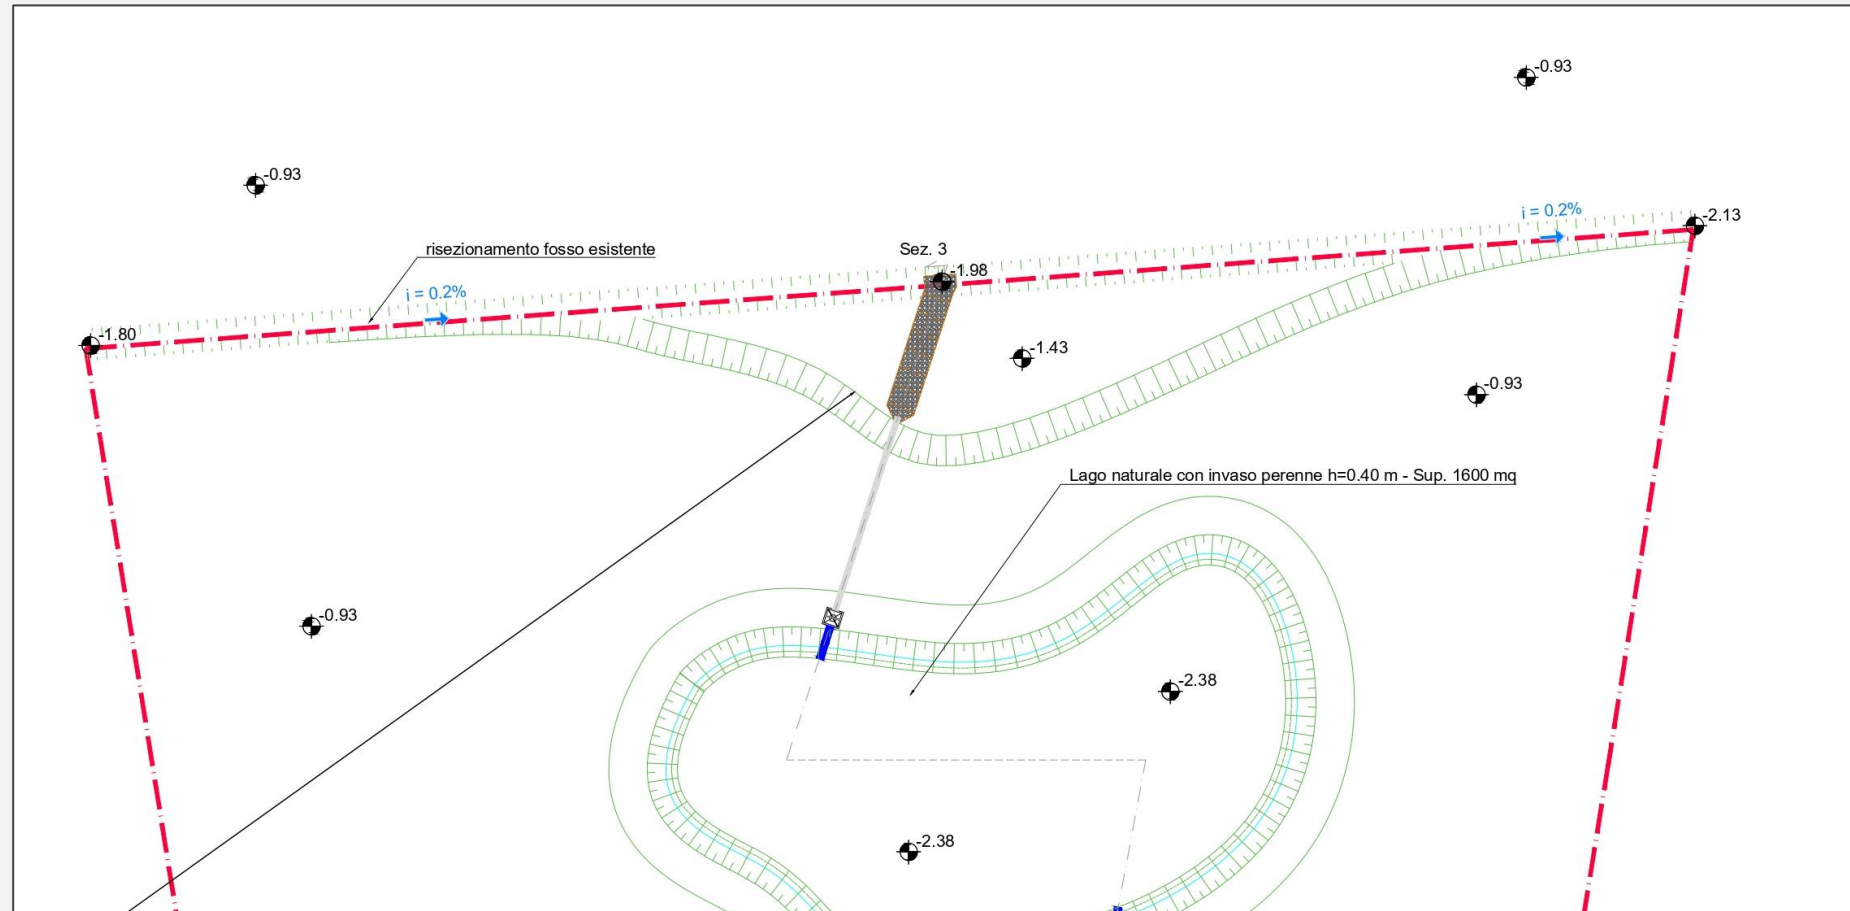 -0.93
-0.93
i = 0.2%
-2.13
risezionamento fosso esistente
Sez. 3
-1.98
i = 0.2%
-1.80
-1.43
-0.93
Lago naturale con invaso perenne h=0.40 m - Sup. 1600 mq
-0.93
-2.38
-2.38